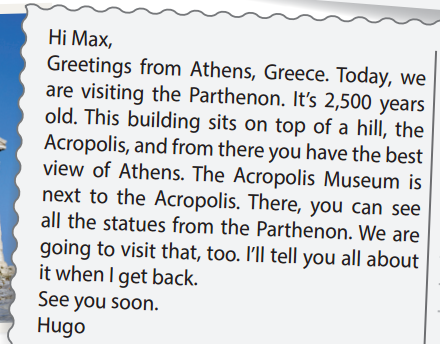 Hi Max,
Greetings from Athens, Greece. Today, we
are visiting the Parthenon. It's 2,500 years
old. This building sits on top of a hill, the
Acropolis, and from there you have the best
view of Athens. The Acropolis Museum is
next to the Acropolis. There, you can see
all the statues from the Parthenon. We are
going to visit that, too. I'll tell you all about
it when I get back.
See you soon.
Hugo